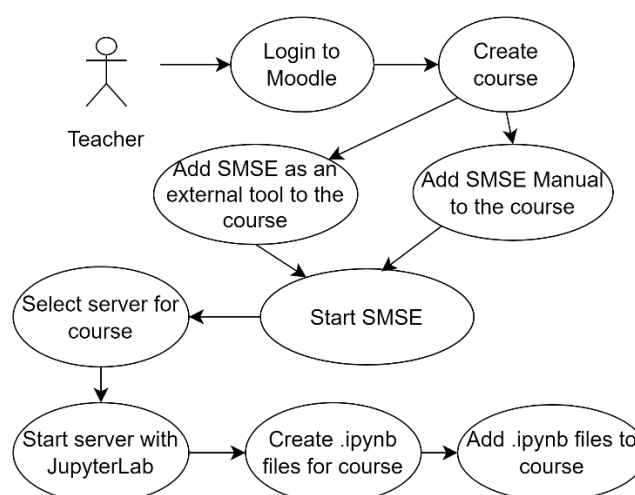 Login to
Moodle
Create
course
Teacher
Add SMSE as an
external tool to the
course
Add SMSE Manual
to the course
Start SMSE
Select server for
course
Start server with
JupyterLab
Create .ipynb
files for course
Add .ipynb files to
course